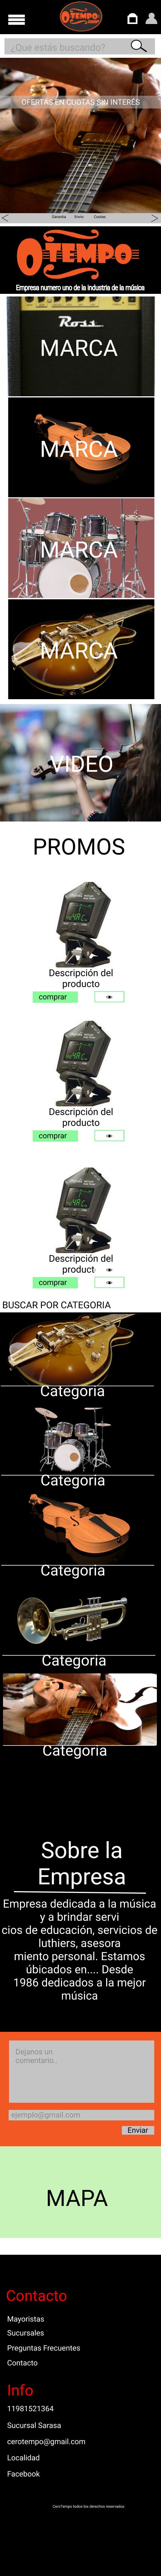 OTEMPO
¿Que estás buscando?
OFERTAS EN CUOTAS SIN INTERÉS
Garantía Envio Cuotas
OTEMPO
Empresa numero uno de la industria de la música
Ross
MARCA
MARCA
MARCA
MARCA
VIDEO
PROMOS
Descripción del
producto
comprar
Descripción del
producto
comprar
Descripción del
product
comprar
BUSCAR POR CATEGORIA
Categoria
Categoria
Categoria
Categoria
Categoria
Sobre la
Empresa
Empresa dedicada a la música
y a brindar servi
cios de educación, servicios de
luthiers, asesora
miento personal. Estamos
úbicados en.... Desde
1986 dedicados a la mejor
música
Dejanos un
comentario..
ejemplo@gmail.com
Enviar
MAPA
Contacto
Mayoristas
Sucursales
Preguntas Frecuentes
Contacto
Info
11981521364
Sucursal Sarasa
cerotempo@gmail.com
Localidad
Facebook
CeroTempo todos los derechos reservados